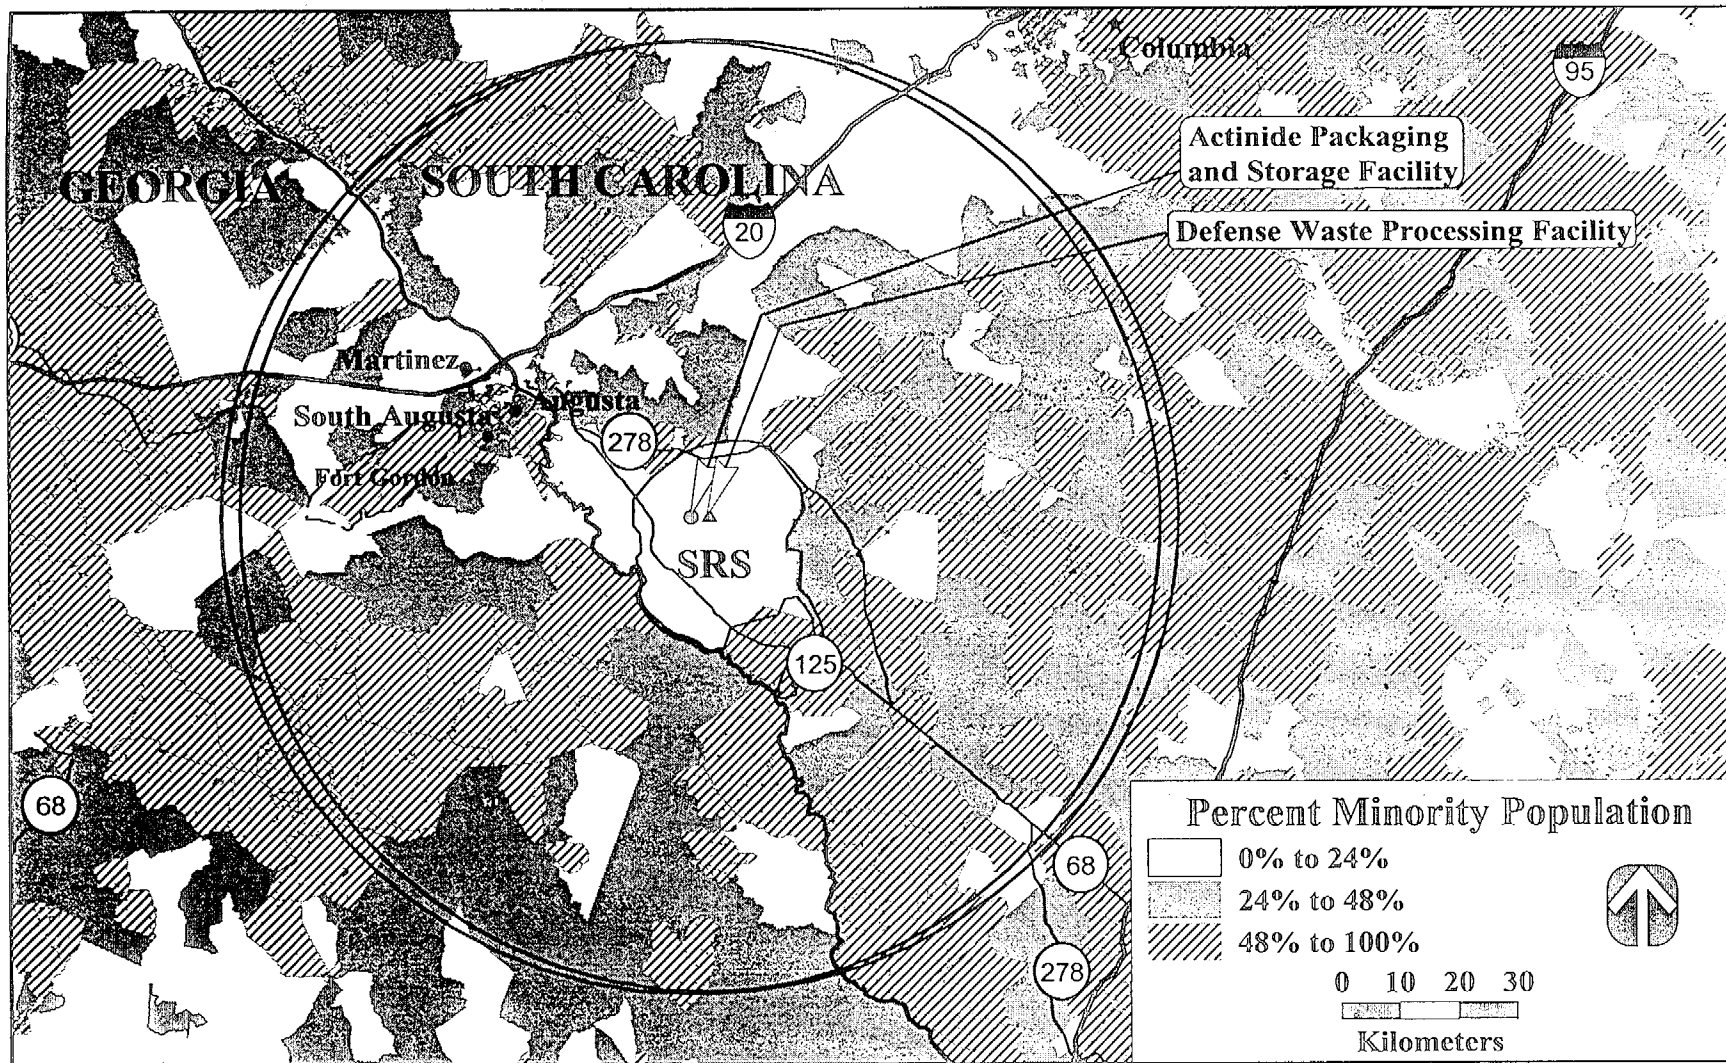 Columbia
95
Actinide Packaging
and Storage Facility
GEORGIA
SOUTH CAROLINA
20
Defense Waste Processing Facility
Martinez
Augusta
South Augusta
278
Fort Gordon
SRS
125
68
Percent Minority Population
0% to 24%
68
24% to 48%
48% to 100%
278
0 10 20 30
Kilometers